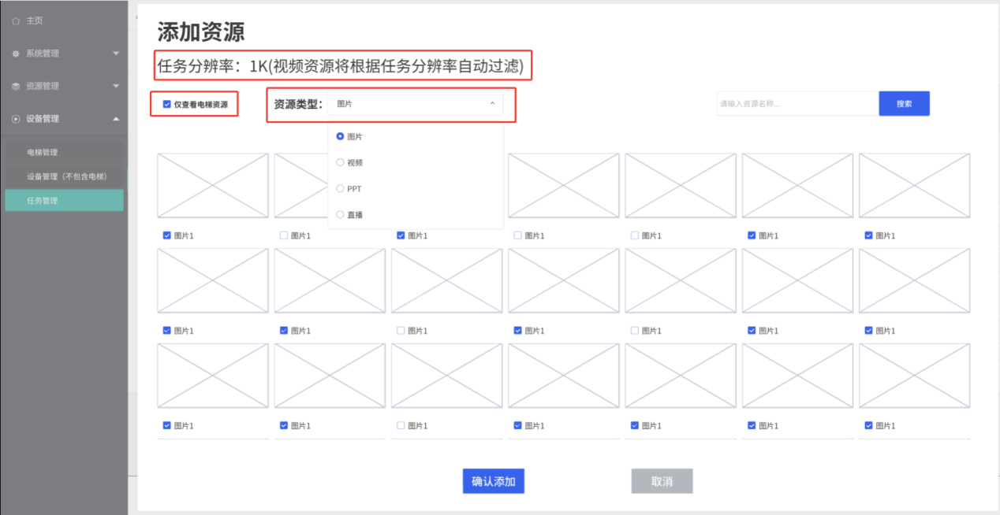 主页
系统管理
资源管理
设备管理
电梯管理
设备管理（不包含电梯）
任务管理
添加资源
任务分辨率：1K(视频资源将根据任务分辨率自动过滤)
仅查看电梯资源
资源类型：
图片
请输入资源名称...
搜索
图片
视频
PPT
直播
图片1 图片1 图片1 图片1 图片1 图片1 图片1
图片1 图片1 图片1 图片1 图片1 图片1 图片1
图片1 图片1 图片1 图片1 图片1 图片1 图片1
确认添加
取消